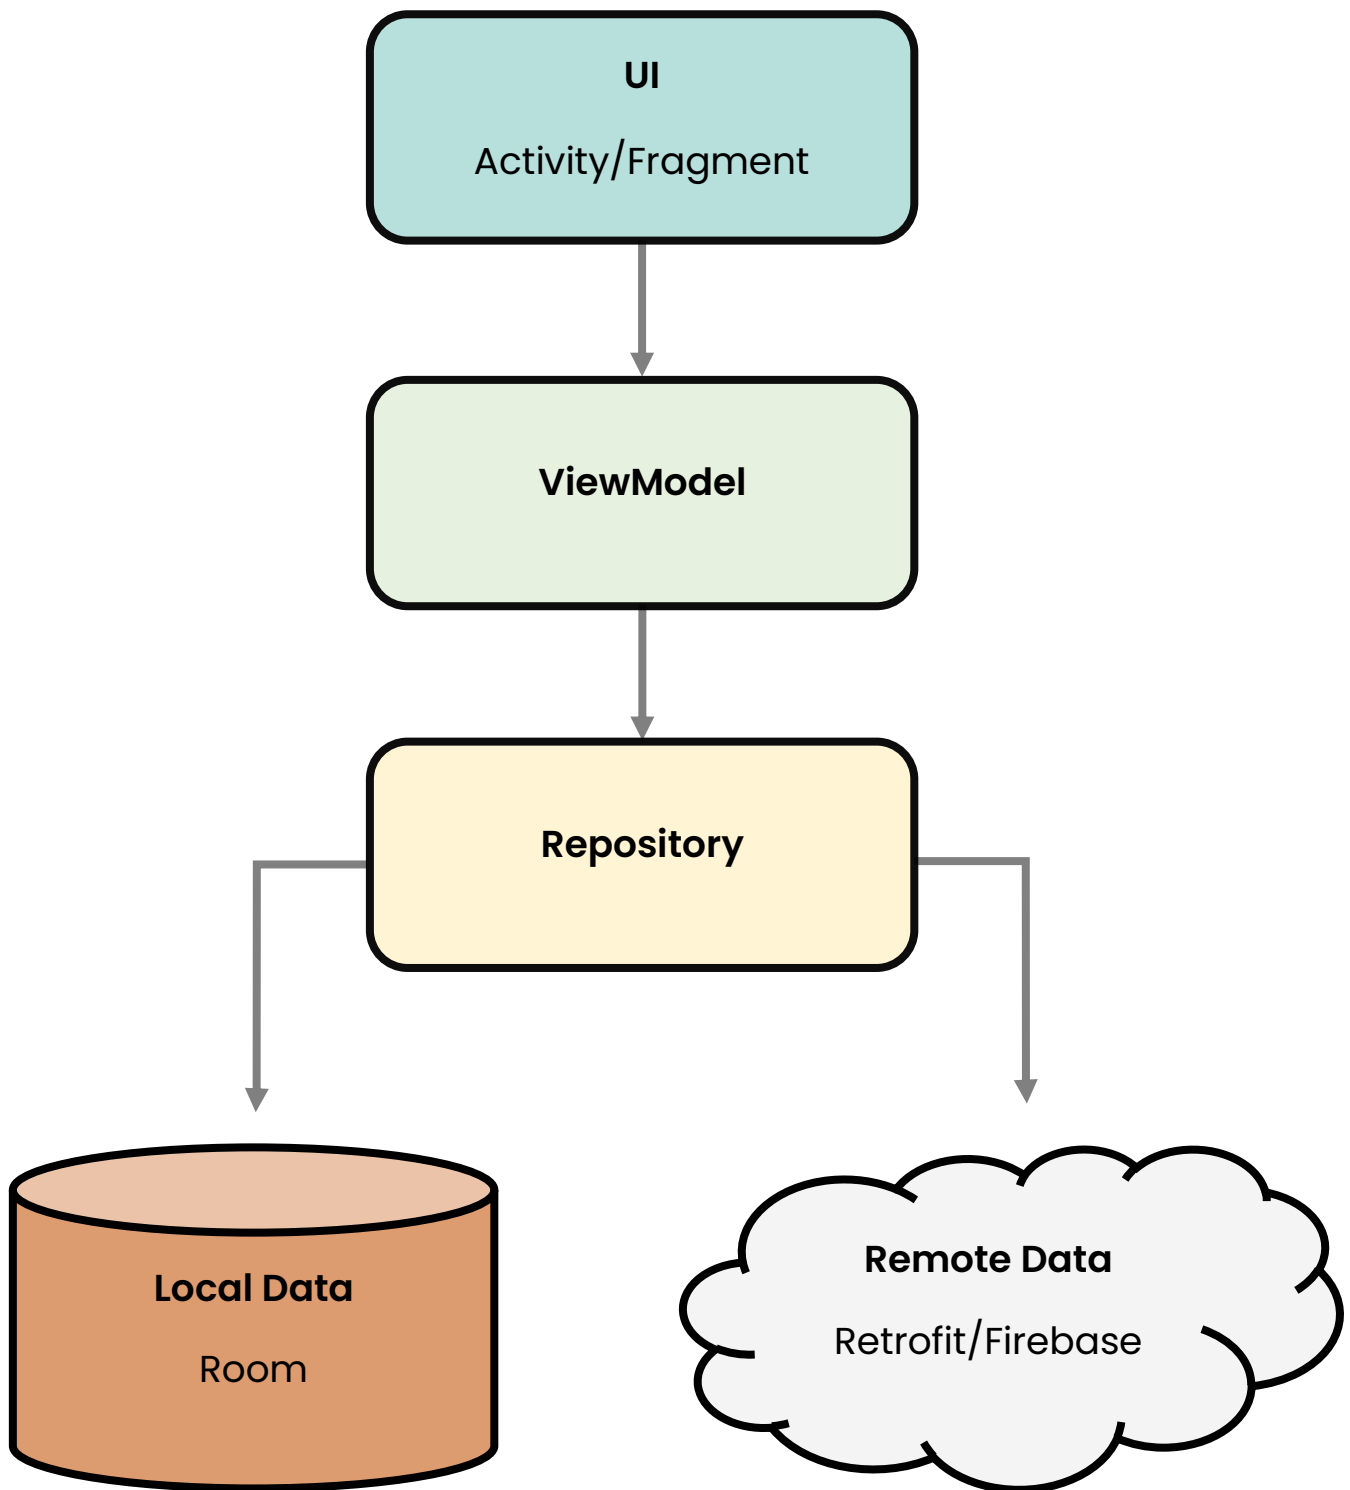 UI
Activity/Fragment
ViewModel
Repository
Local Data
Room
Remote Data
Retrofit/Firebase